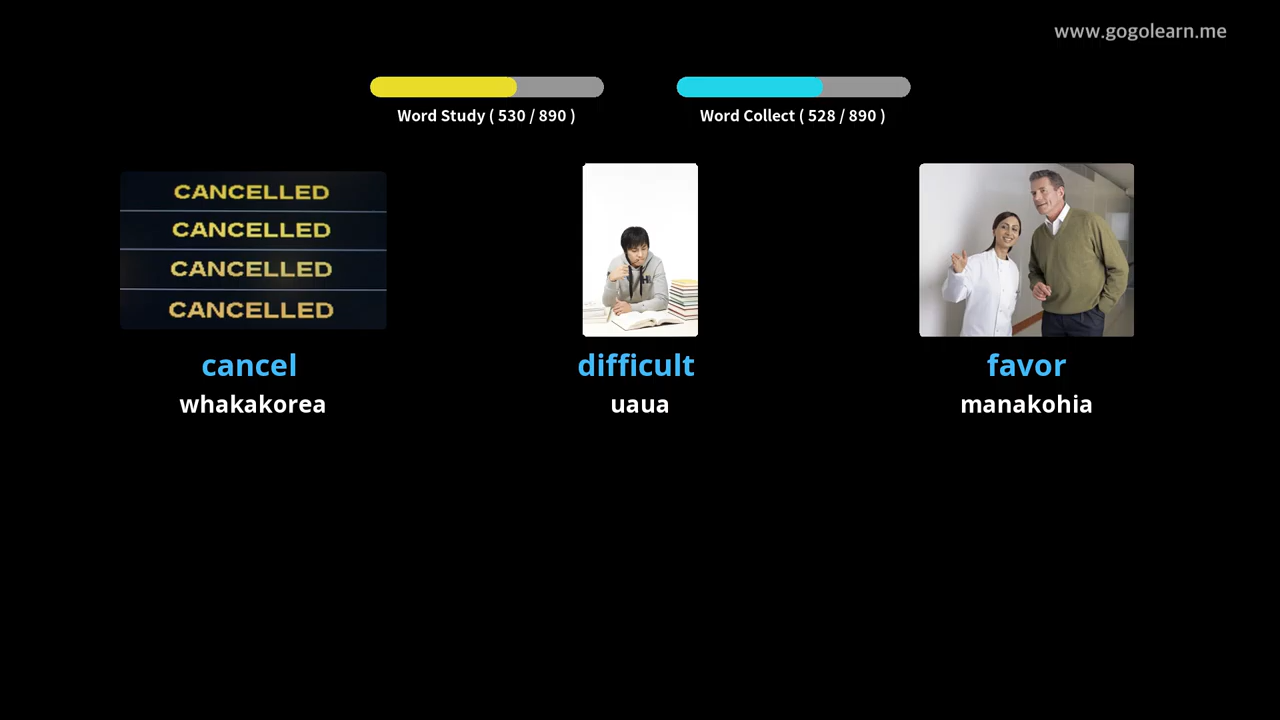 www.gogolearn.me
Word Study ( 530 / 890 )
Word Collect ( 528 / 890 )
CANCELLED
CANCELLED
CANCELLED
CANCELLED
cancel
difficult
favor
whakakorea
uaua
manakohia